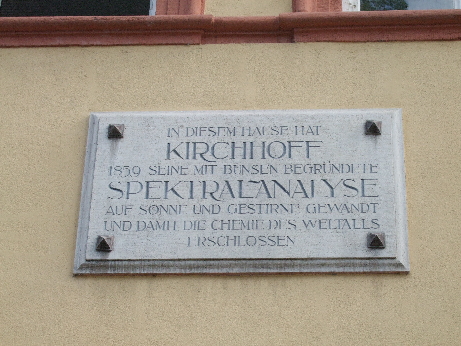 IN DIESEM HAUSE HAT
KIRCHHOFF
1859 SEINE MIT BUNSEN BEGRÜNDETE
SPEKTRALANALYSE
AUF SONNE UND GESTIRNE GEWANDT
UND DAMIT DIE CHEMIE DES WELTALLS
ERSCHLOSSEN